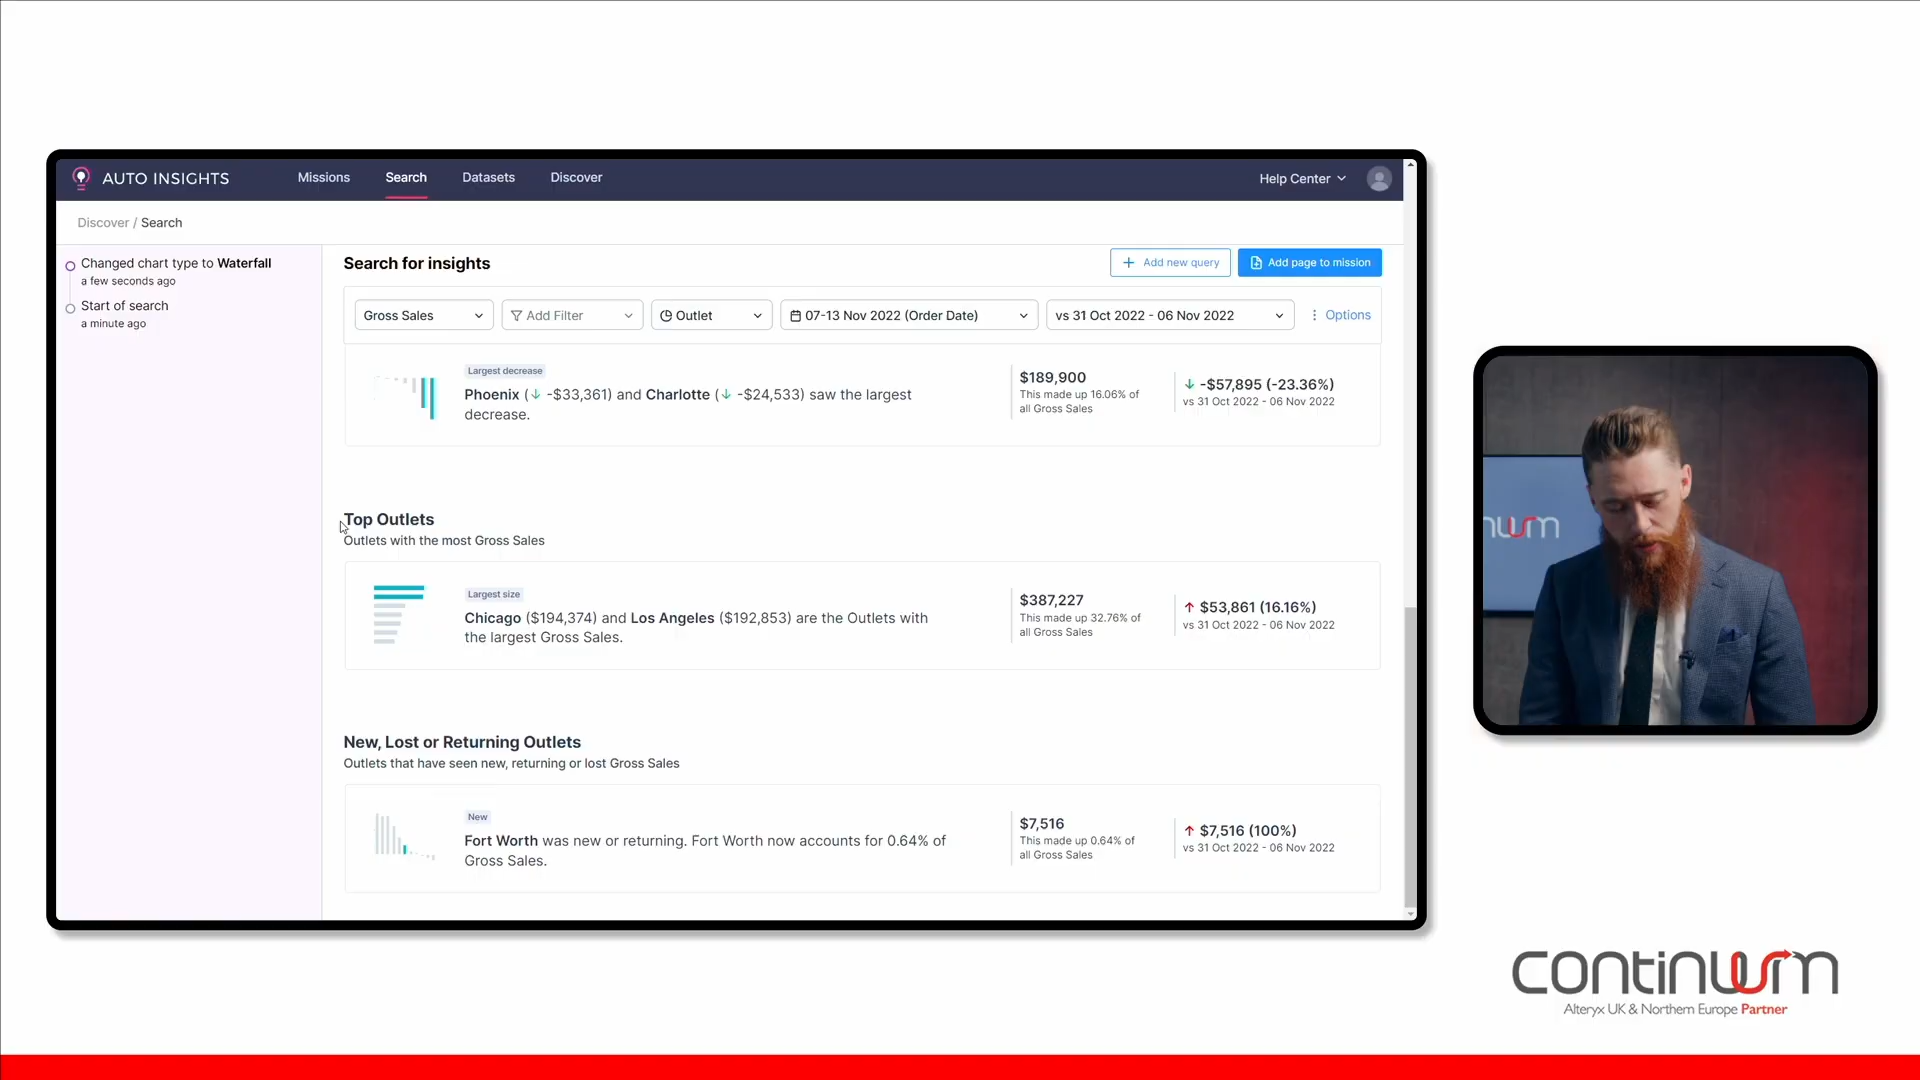 AUTO INSIGHTS
Missions
Search
Datasets
Discover
Help Center
Discover / Search
Changed chart type to Waterfall
a few seconds ago
Start of search
a minute ago
Search for insights
Add new query
Add page to mission
Gross Sales
Add Filter
Outlet
07-13 Nov 2022 (Order Date)
vs 31 Oct 2022 - 06 Nov 2022
Options
Largest decrease
Phoenix (↓ -$33,361) and Charlotte (↓ -$24,533) saw the largest
decrease.
$189,900
This made up 16.06% of
all Gross Sales
↓ -$57,895 (-23.36%)
vs 31 Oct 2022 - 06 Nov 2022
Top Outlets
Outlets with the most Gross Sales
Largest size
Chicago ($194,374) and Los Angeles ($192,853) are the Outlets with
the largest Gross Sales.
$387,227
This made up 32.76% of
all Gross Sales
↑ $53,861 (16.16%)
vs 31 Oct 2022 - 06 Nov 2022
New, Lost or Returning Outlets
Outlets that have seen new, returning or lost Gross Sales
New
Fort Worth was new or returning. Fort Worth now accounts for 0.64% of
Gross Sales.
$7,516
This made up 0.64% of
all Gross Sales
↑ $7,516 (100%)
vs 31 Oct 2022 - 06 Nov 2022
continuum
Alteryx UK & Northern Europe Partner